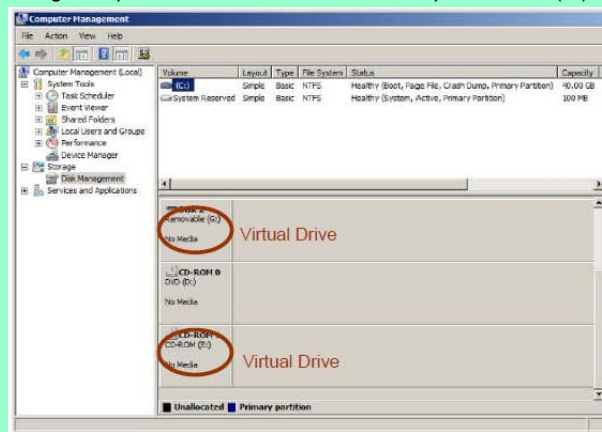 Computer Management
File Action View Help
Computer Management (Local)
System Tools
Task Scheduler
Event Viewer
Shared Folders
Local Users and Groups
Performance
Device Manager
Storage
Disk Management
Services and Applications
Volume Layout Type File System Status Capacity
(C:) Simple Basic NTFS Healthy (Boot, Page File, Crash Dump, Primary Partition) 40.00 GB
System Reserved Simple Basic NTFS Healthy (System, Active, Primary Partition) 100 MB
Removable (G:)
No Media
Virtual Drive
CD-ROM 0
DVD (D:)
No Media
CD-ROM
CD-ROM (E:)
No Media
Virtual Drive
Unallocated Primary partition